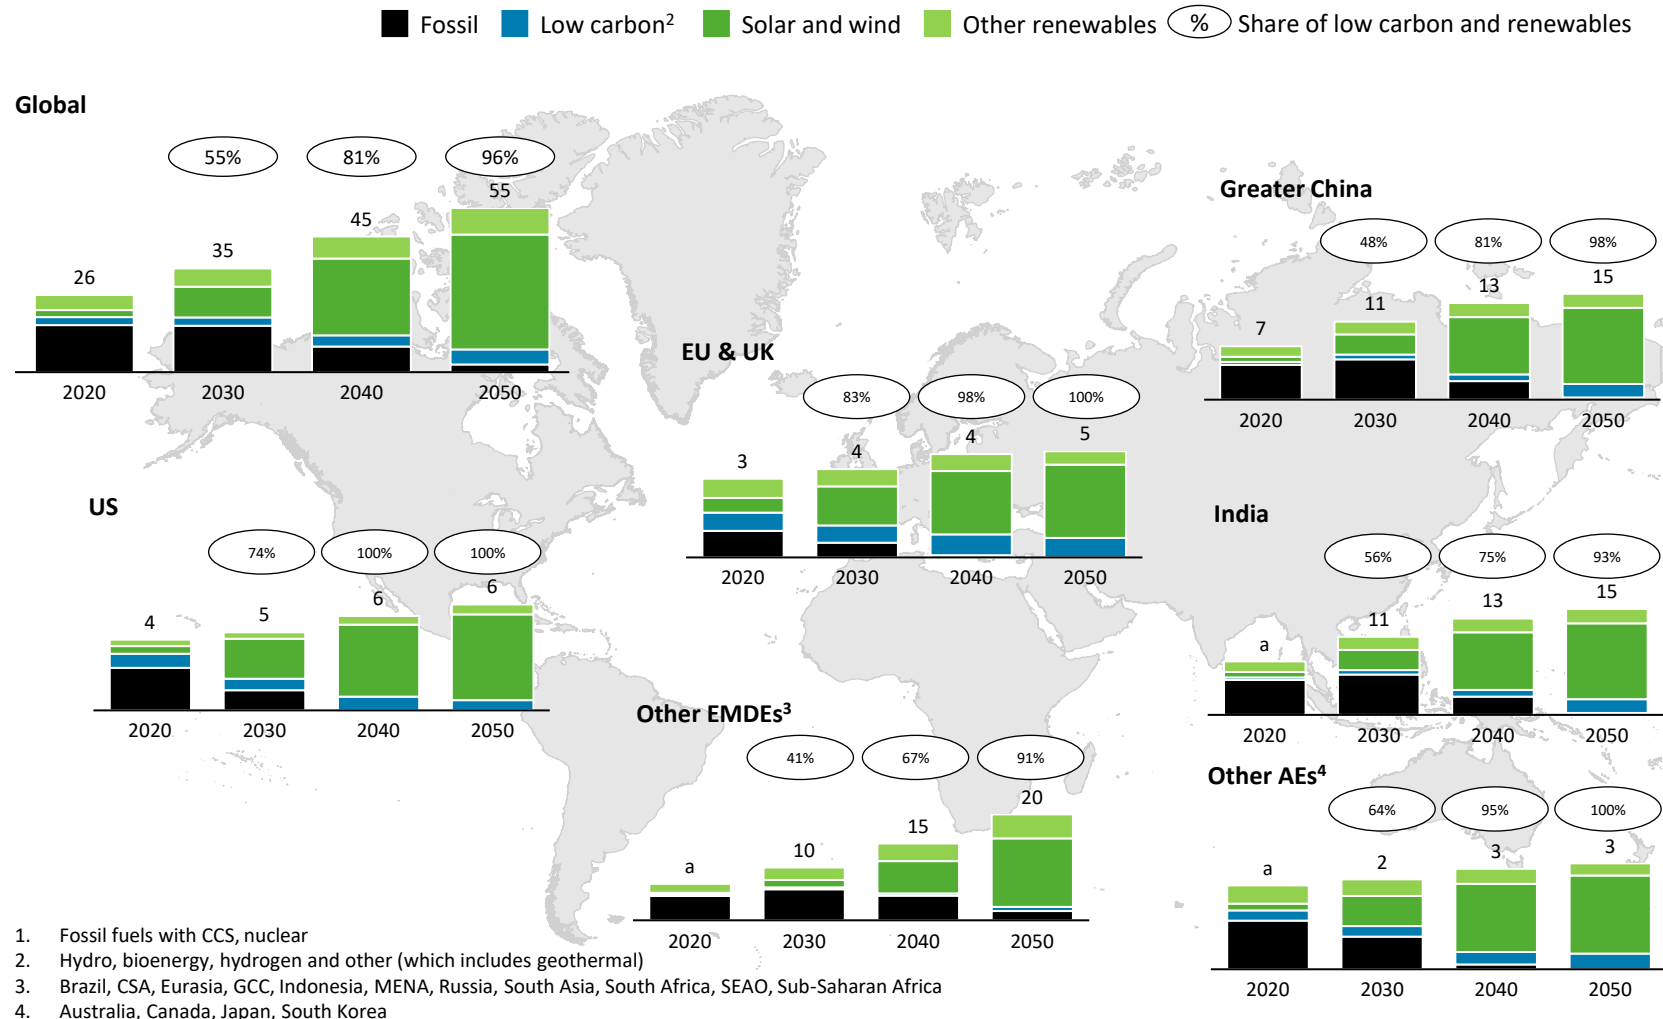 Fossil Low carbon2 Solar and wind Other renewables % Share of low carbon and renewables
Global
55% 81% 96%
26 35 45 55
2020 2030 2040 2050
Greater China
48% 81% 98%
7 11 13 15
2020 2030 2040 2050
EU & UK
83% 98% 100%
3 4 4 5
2020 2030 2040 2050
US
74% 100% 100%
4 5 6 6
2020 2030 2040 2050
India
56% 75% 93%
a 11 13 15
2020 2030 2040 2050
Other EMDEs3
41% 67% 91%
a 10 15 20
2020 2030 2040 2050
Other AEs4
64% 95% 100%
a 2 3 3
2020 2030 2040 2050
1. Fossil fuels with CCS, nuclear
2. Hydro, bioenergy, hydrogen and other (which includes geothermal)
3. Brazil, CSA, Eurasia, GCC, Indonesia, MENA, Russia, South Asia, South Africa, SEAO, Sub-Saharan Africa
4. Australia, Canada, Japan, South Korea